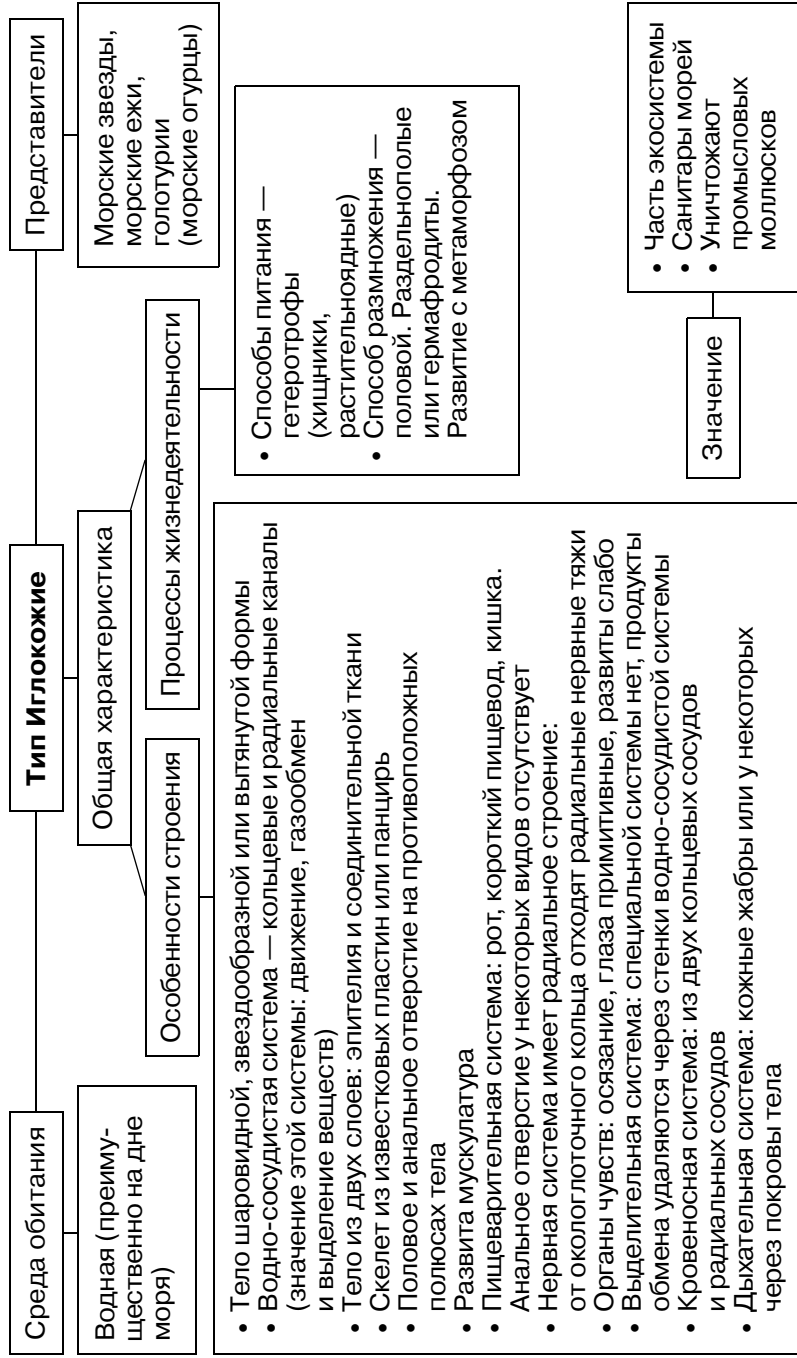 Тип Иглокожие
Среда обитания
Водная (преиму-
щественно на дне
моря)
Общая характеристика
Особенности строения
• Тело шаровидной, звездообразной или вытянутой формы
• Водно-сосудистая система — кольцевые и радиальные каналы
(значение этой системы: движение, газообмен
и выделение веществ)
• Тело из двух слоев: эпителия и соединительной ткани
• Скелет из известковых пластин или панцирь
• Половое и анальное отверстие на противоположных
полюсах тела
• Развита мускулатура
• Пищеварительная система: рот, короткий пищевод, кишка.
Анальное отверстие у некоторых видов отсутствует
• Нервная система имеет радиальное строение:
от окологлоточного кольца отходят радиальные нервные тяжи
• Органы чувств: осязание, глаза примитивные, развиты слабо
• Выделительная система: специальной системы нет, продукты
обмена удаляются через стенки водно-сосудистой системы
• Кровеносная система: из двух кольцевых сосудов
и радиальных сосудов
• Дыхательная система: кожные жабры или у некоторых
через покровы тела
Процессы жизнедеятельности
• Способы питания —
гетеротрофы
(хищники,
растительноядные)
• Способ размножения —
половой. Раздельнополые
или гермафродиты.
Развитие с метаморфозом
Представители
Морские звезды,
морские ежи,
голотурии
(морские огурцы)
Значение
• Часть экосистемы
• Санитары морей
• Уничтожают
промысловых
моллюсков